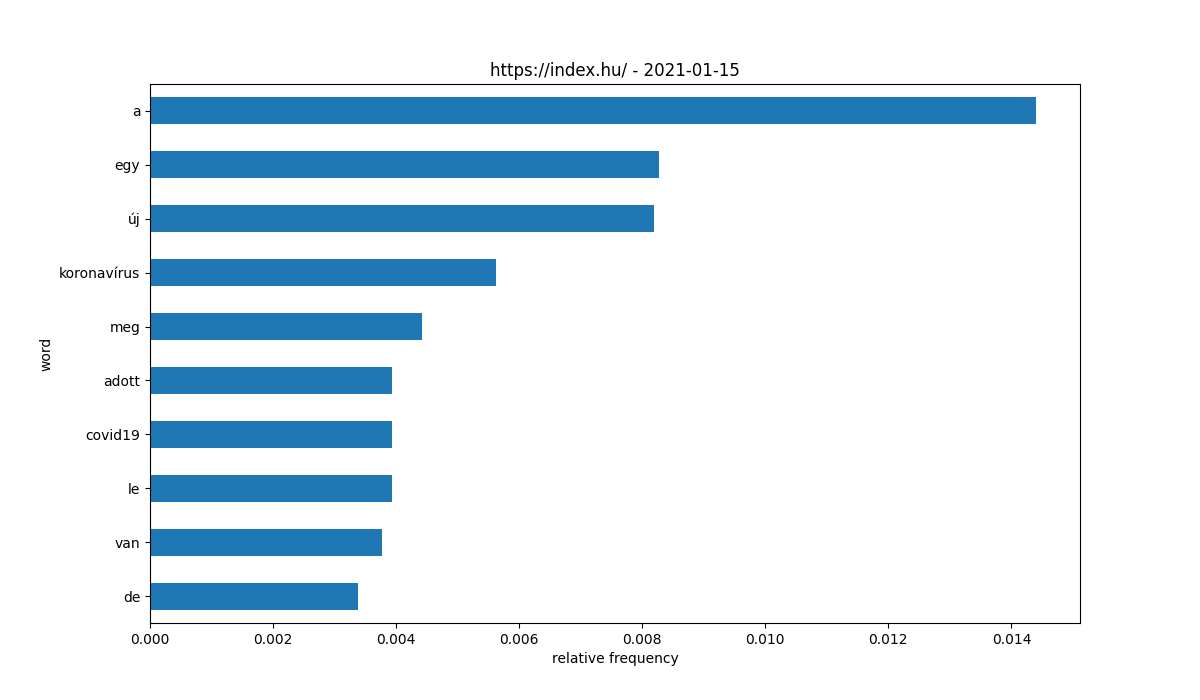 https://index.hu/ - 2021-01-15
a
egy
új
koronavírus
meg
adott
covid19
le
van
de
word
0.000 0.002 0.004 0.006 0.008 0.010 0.012 0.014
relative frequency